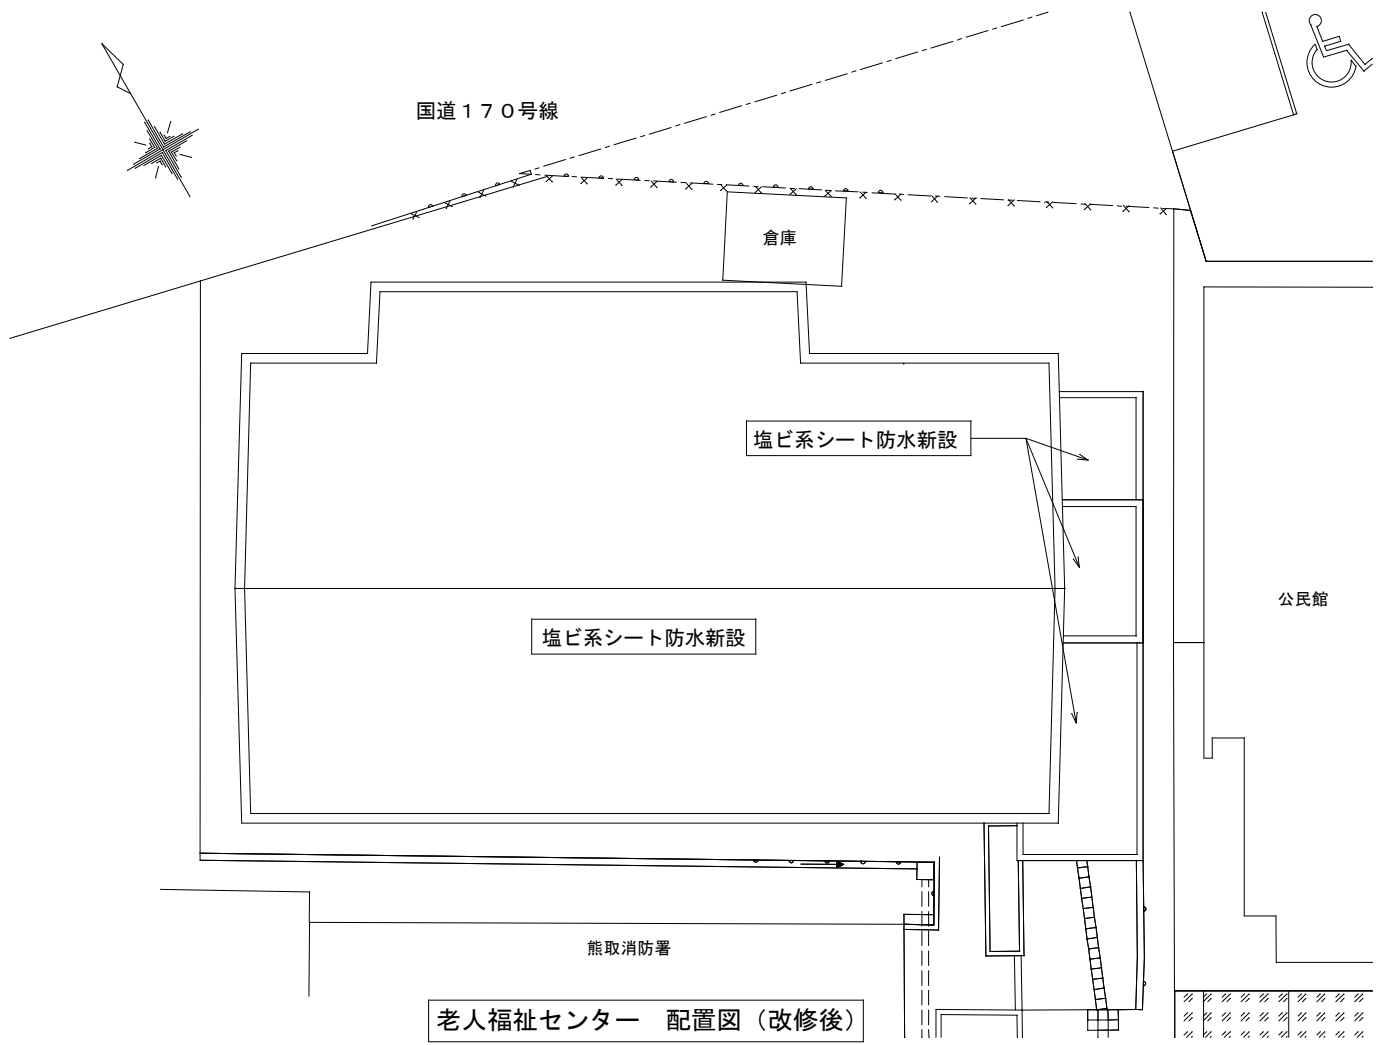 国道１７０号線
倉庫
塩ビ系シート防水新設
公民館
塩ビ系シート防水新設
熊取消防署
老人福祉センター　配置図（改修後）